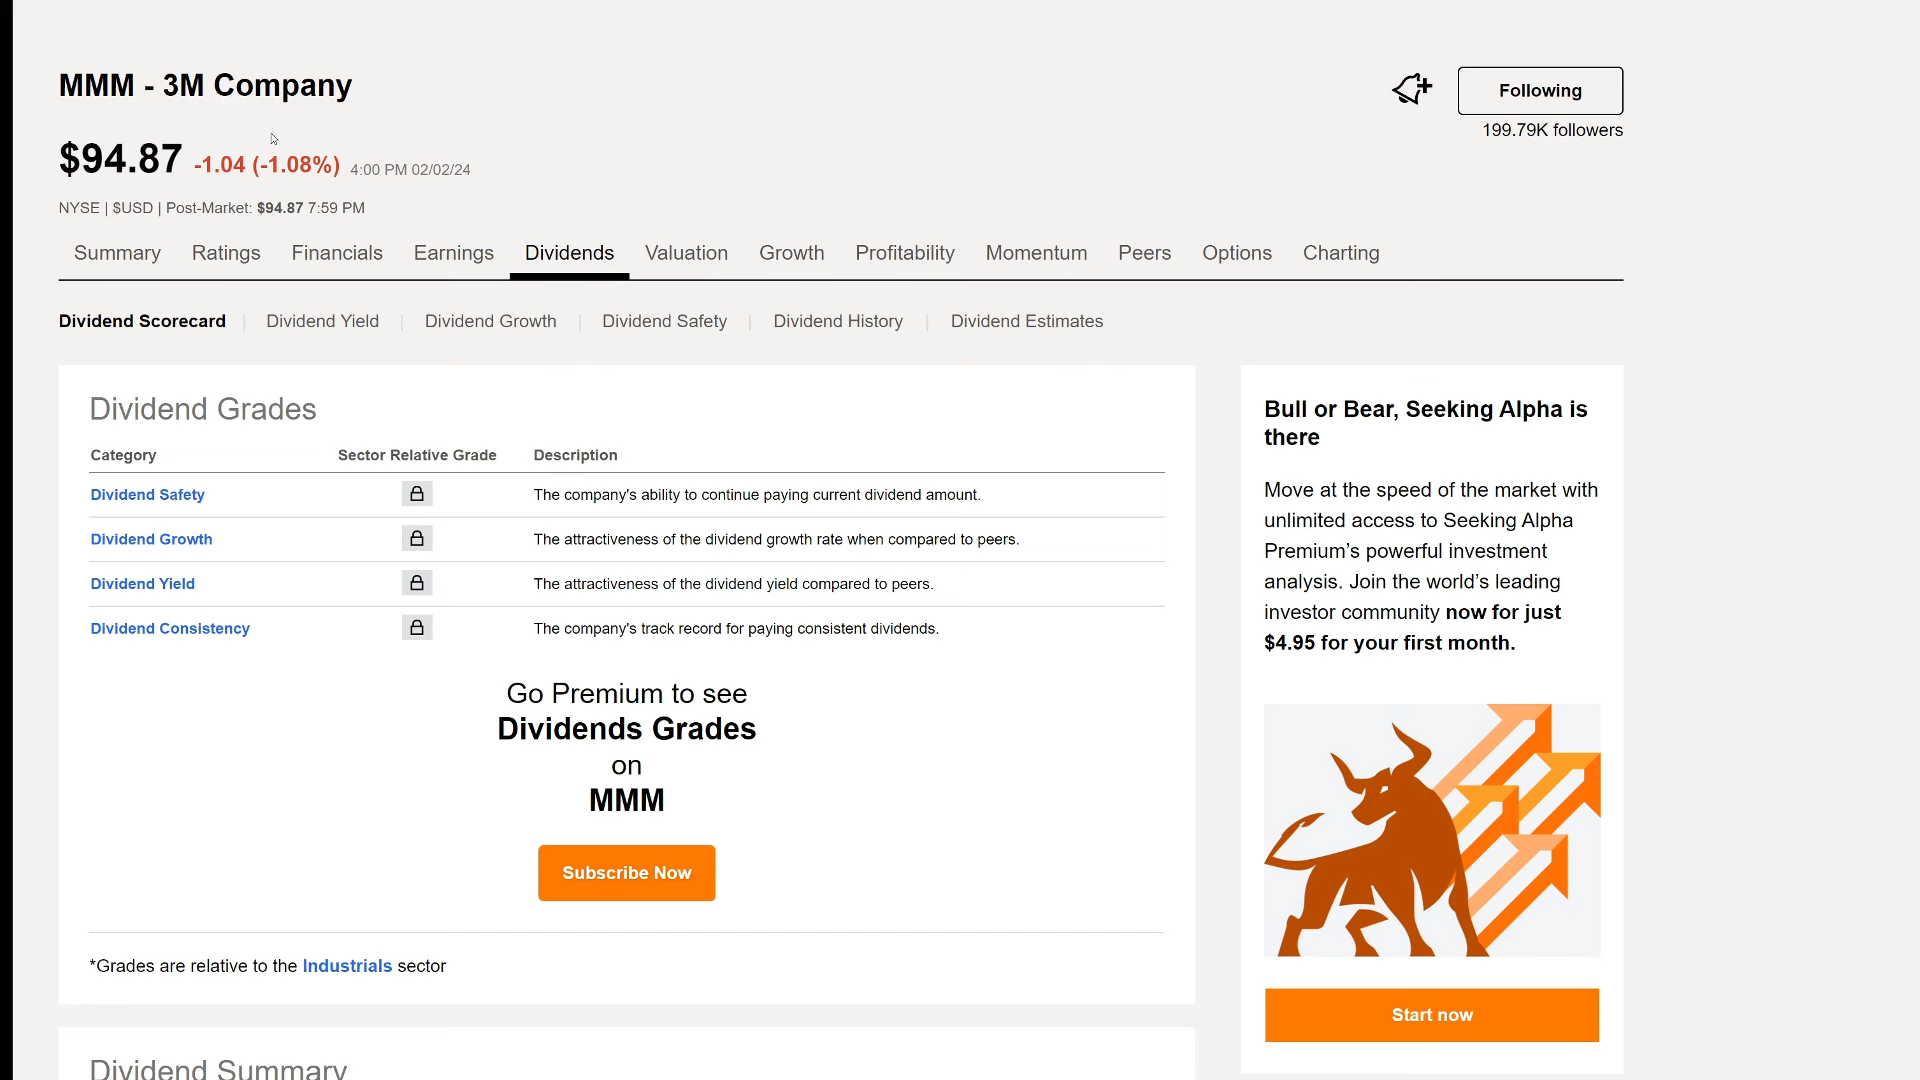 MMM - 3M Company
Following
199.79K followers
$94.87 -1.04 (-1.08%) 4:00 PM 02/02/24
NYSE | $USD | Post-Market: $94.87 7:59 PM
Summary Ratings Financials Earnings Dividends Valuation Growth Profitability Momentum Peers Options Charting
Dividend Scorecard | Dividend Yield | Dividend Growth | Dividend Safety | Dividend History | Dividend Estimates
Dividend Grades
Category Sector Relative Grade Description
Dividend Safety The company's ability to continue paying current dividend amount.
Dividend Growth The attractiveness of the dividend growth rate when compared to peers.
Dividend Yield The attractiveness of the dividend yield compared to peers.
Dividend Consistency The company's track record for paying consistent dividends.
Go Premium to see
Dividends Grades
on
MMM
Subscribe Now
*Grades are relative to the Industrials sector
Dividend Summary
Bull or Bear, Seeking Alpha is
there
Move at the speed of the market with
unlimited access to Seeking Alpha
Premium’s powerful investment
analysis. Join the world’s leading
investor community now for just
$4.95 for your first month.
Start now